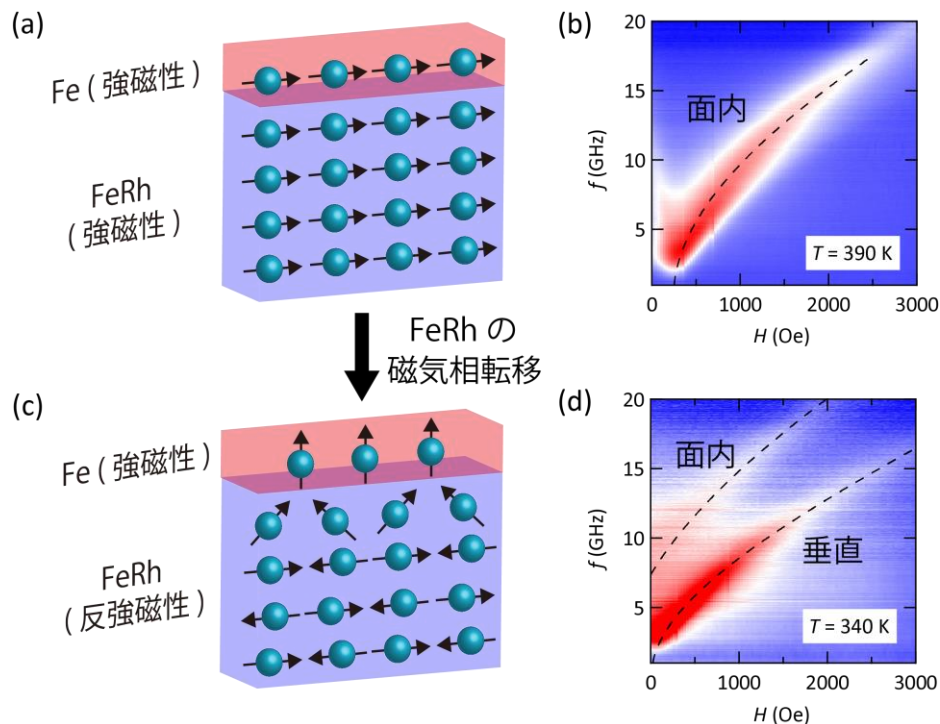 (a)
Fe ( 強磁性 )
FeRh
( 強磁性 )
FeRh の
磁気相転移
(b)
面内
T = 390 K
20
15
10
5
f (GHz)
0
1000
2000
3000
H (Oe)
(c)
Fe ( 強磁性 )
FeRh
( 反強磁性 )
(d)
面内
垂直
T = 340 K
20
15
10
5
f (GHz)
0
1000
2000
3000
H (Oe)